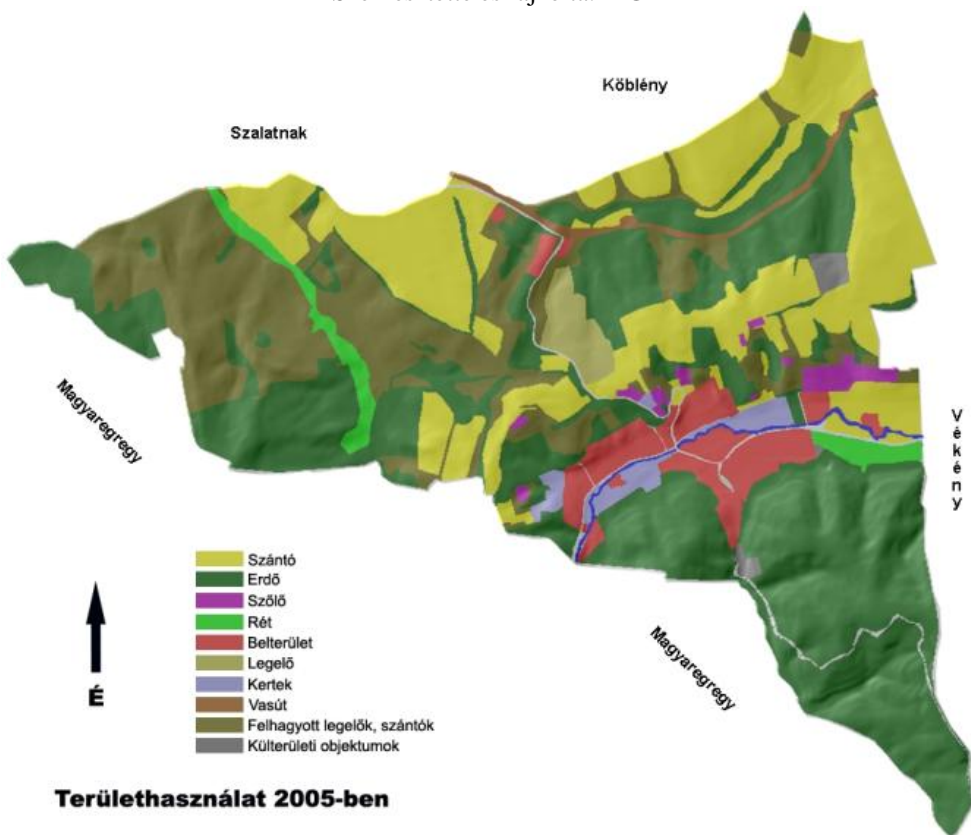 Köblény
Szalatnak
Magyaregregy
Vékény
Szántó
Erdő
Szőlő
Rét
Belterület
Legelő
Kertek
Vasút
Felhagyott legelők, szántók
Külterületi objektumok
É
Magyaregregy
Területhasználat 2005-ben